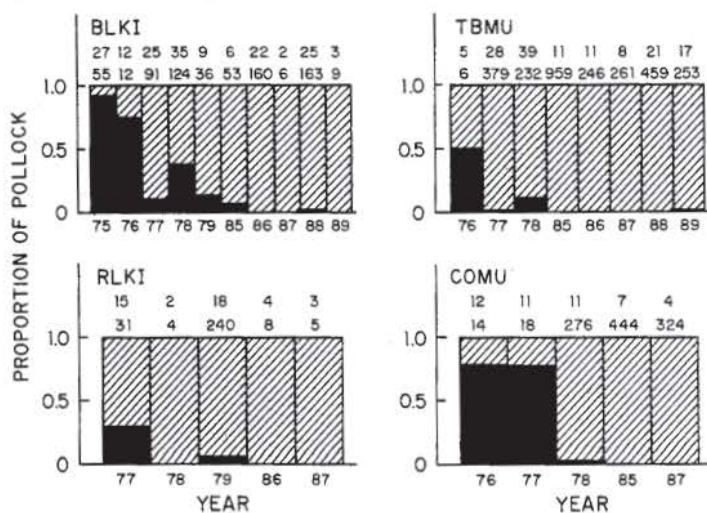 PROPORTION OF POLLOCK
BLKI
27 12 25 35 9 6 22 2 25 3
55 12 91 124 36 53 160 6 163 9
1.0
0.5
0
75 76 77 78 79 85 86 87 88 89
TBMU
5 28 39 11 11 8 21 17
6 379 232 959 246 261 459 253
1.0
0.5
0
76 77 78 85 86 87 88 89
RLKI
15 2 18 4 3
31 4 240 8 5
1.0
0.5
0
77 78 79 86 87
YEAR
COMU
12 11 11 7 4
14 18 276 444 324
1.0
0.5
0
76 77 78 85 87
YEAR